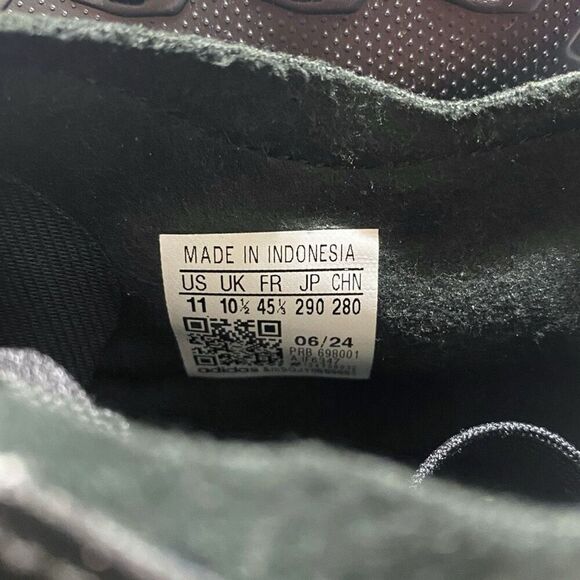 MADE IN INDONESIA
US UK FR JP CHN
11 10½ 45⅓ 290 280
06/24
PRB 698001
adidas